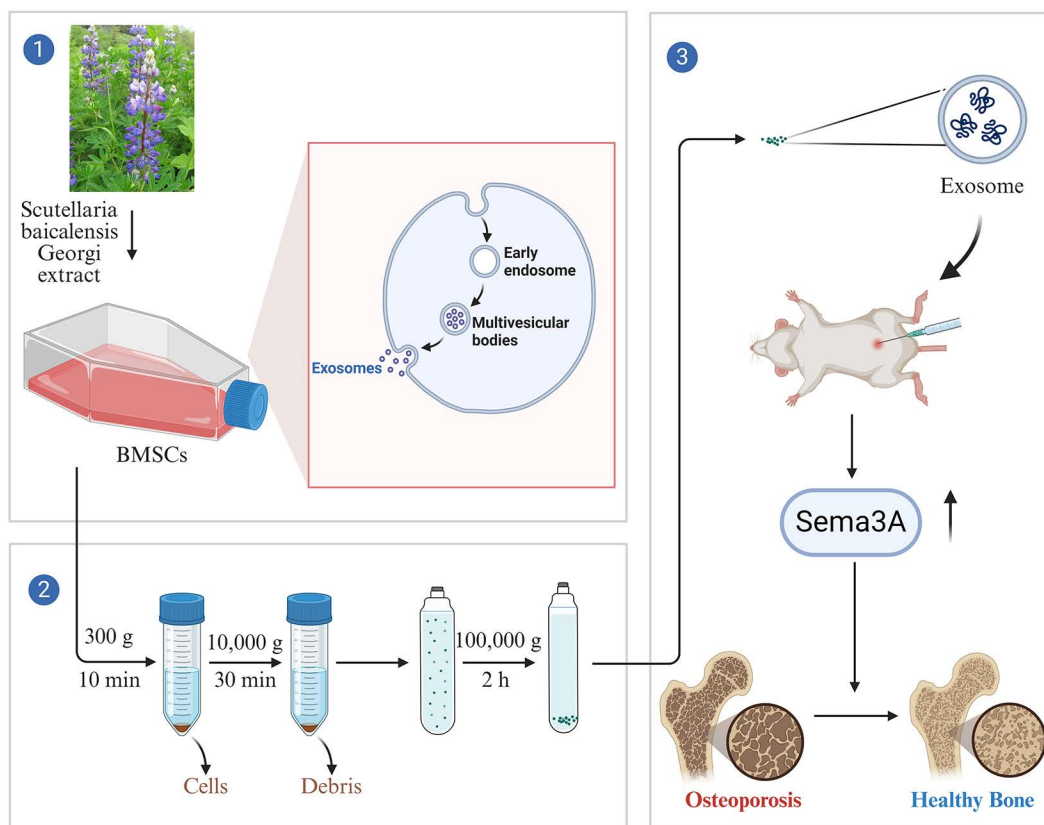 1
Scutellaria
baicalensis
Georgi
extract
BMSCs
Early
endosome
Multivesicular
bodies
Exosomes
2
300 g
10 min
10,000 g
30 min
100,000 g
2 h
Cells
Debris
3
Exosome
Sema3A
Osteoporosis
Healthy Bone